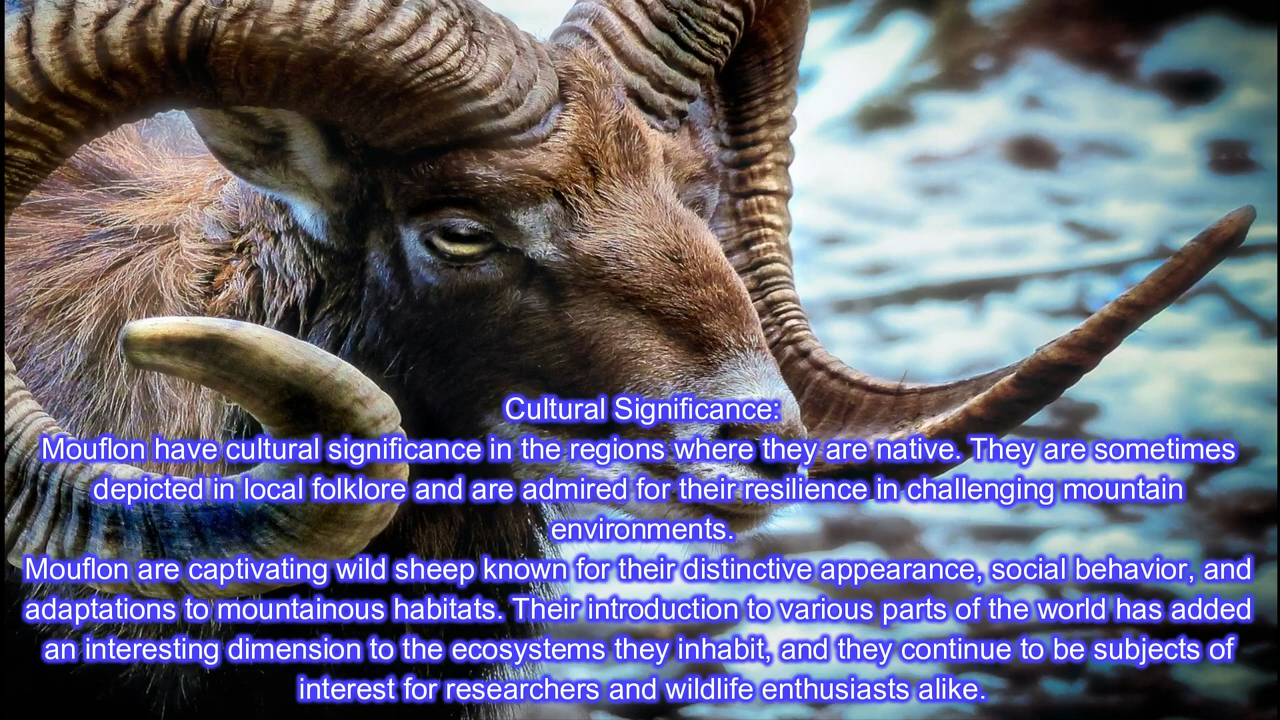 Cultural Significance:
Mouflon have cultural significance in the regions where they are native. They are sometimes
depicted in local folklore and are admired for their resilience in challenging mountain
environments.
Mouflon are captivating wild sheep known for their distinctive appearance, social behavior, and
adaptations to mountainous habitats. Their introduction to various parts of the world has added
an interesting dimension to the ecosystems they inhabit, and they continue to be subjects of
interest for researchers and wildlife enthusiasts alike.